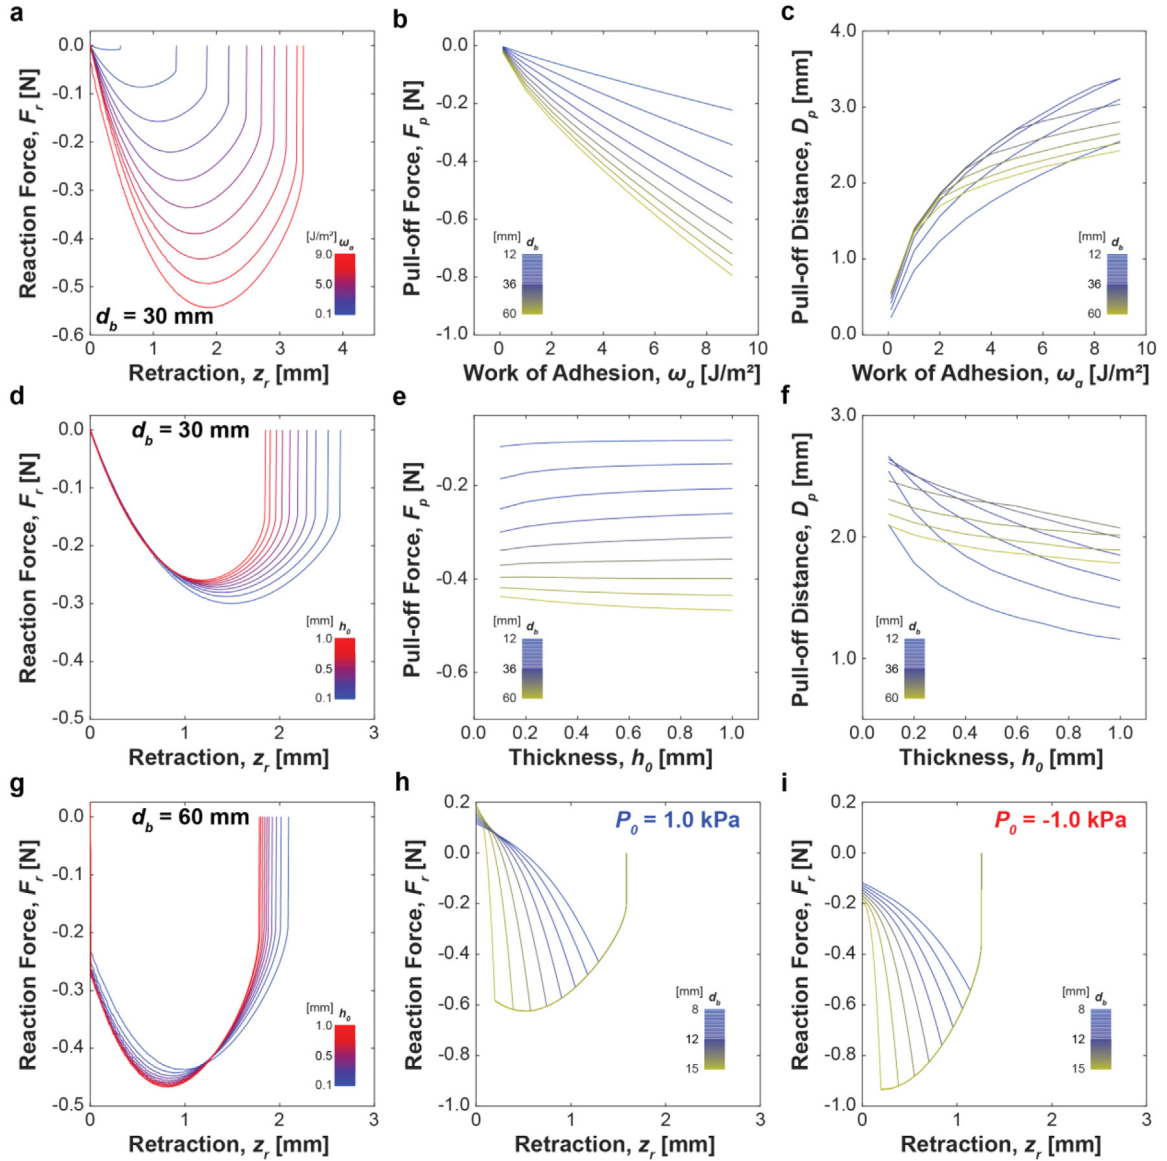 a
0.0
-0.1
-0.2
-0.3
-0.4
-0.5
-0.6
Reaction Force, Fr [N]
[J/m²] ωa
9.0
5.0
0.1
db = 30 mm
0 1 2 3 4
Retraction, zr [mm]
b
0.0
-0.2
-0.4
-0.6
-0.8
-1.0
Pull-off Force, Fp [N]
[mm] db
12
36
60
0 2 4 6 8 10
Work of Adhesion, ωa [J/m²]
c
4.0
3.0
2.0
1.0
0.0
Pull-off Distance, Dp [mm]
[mm] db
12
36
60
0 2 4 6 8 10
Work of Adhesion, ωa [J/m²]
d
db = 30 mm
0.0
-0.1
-0.2
-0.3
-0.4
-0.5
Reaction Force, Fr [N]
[mm] h0
1.0
0.5
0.1
0 1 2 3
Retraction, zr [mm]
e
-0.2
-0.4
-0.6
Pull-off Force, Fp [N]
[mm] db
12
36
60
0.0 0.2 0.4 0.6 0.8 1.0
Thickness, h0 [mm]
f
3.0
2.0
1.0
Pull-off Distance, Dp [mm]
[mm] db
12
36
60
0.0 0.2 0.4 0.6 0.8 1.0
Thickness, h0 [mm]
g
db = 60 mm
0.0
-0.1
-0.2
-0.3
-0.4
-0.5
Reaction Force, Fr [N]
[mm] h0
1.0
0.5
0.1
0 1 2 3
Retraction, zr [mm]
h
P0 = 1.0 kPa
0.2
0.0
-0.2
-0.4
-0.6
-0.8
-1.0
Reaction Force, Fr [N]
[mm] db
8
12
15
0 1 2 3
Retraction, zr [mm]
i
P0 = -1.0 kPa
0.2
0.0
-0.2
-0.4
-0.6
-0.8
-1.0
Reaction Force, Fr [N]
[mm] db
8
12
15
0 1 2 3
Retraction, zr [mm]